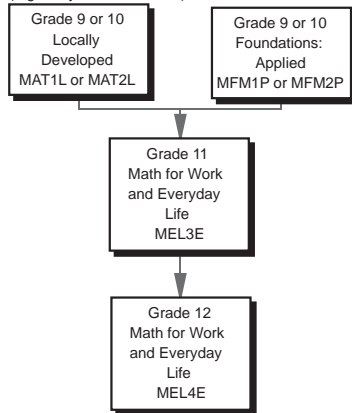 Grade 9 or 10
Locally
Developed
MAT1L or MAT2L
Grade 9 or 10
Foundations:
Applied
MFM1P or MFM2P
Grade 11
Math for Work
and Everyday
Life
MEL3E
Grade 12
Math for Work
and Everyday
Life
MEL4E